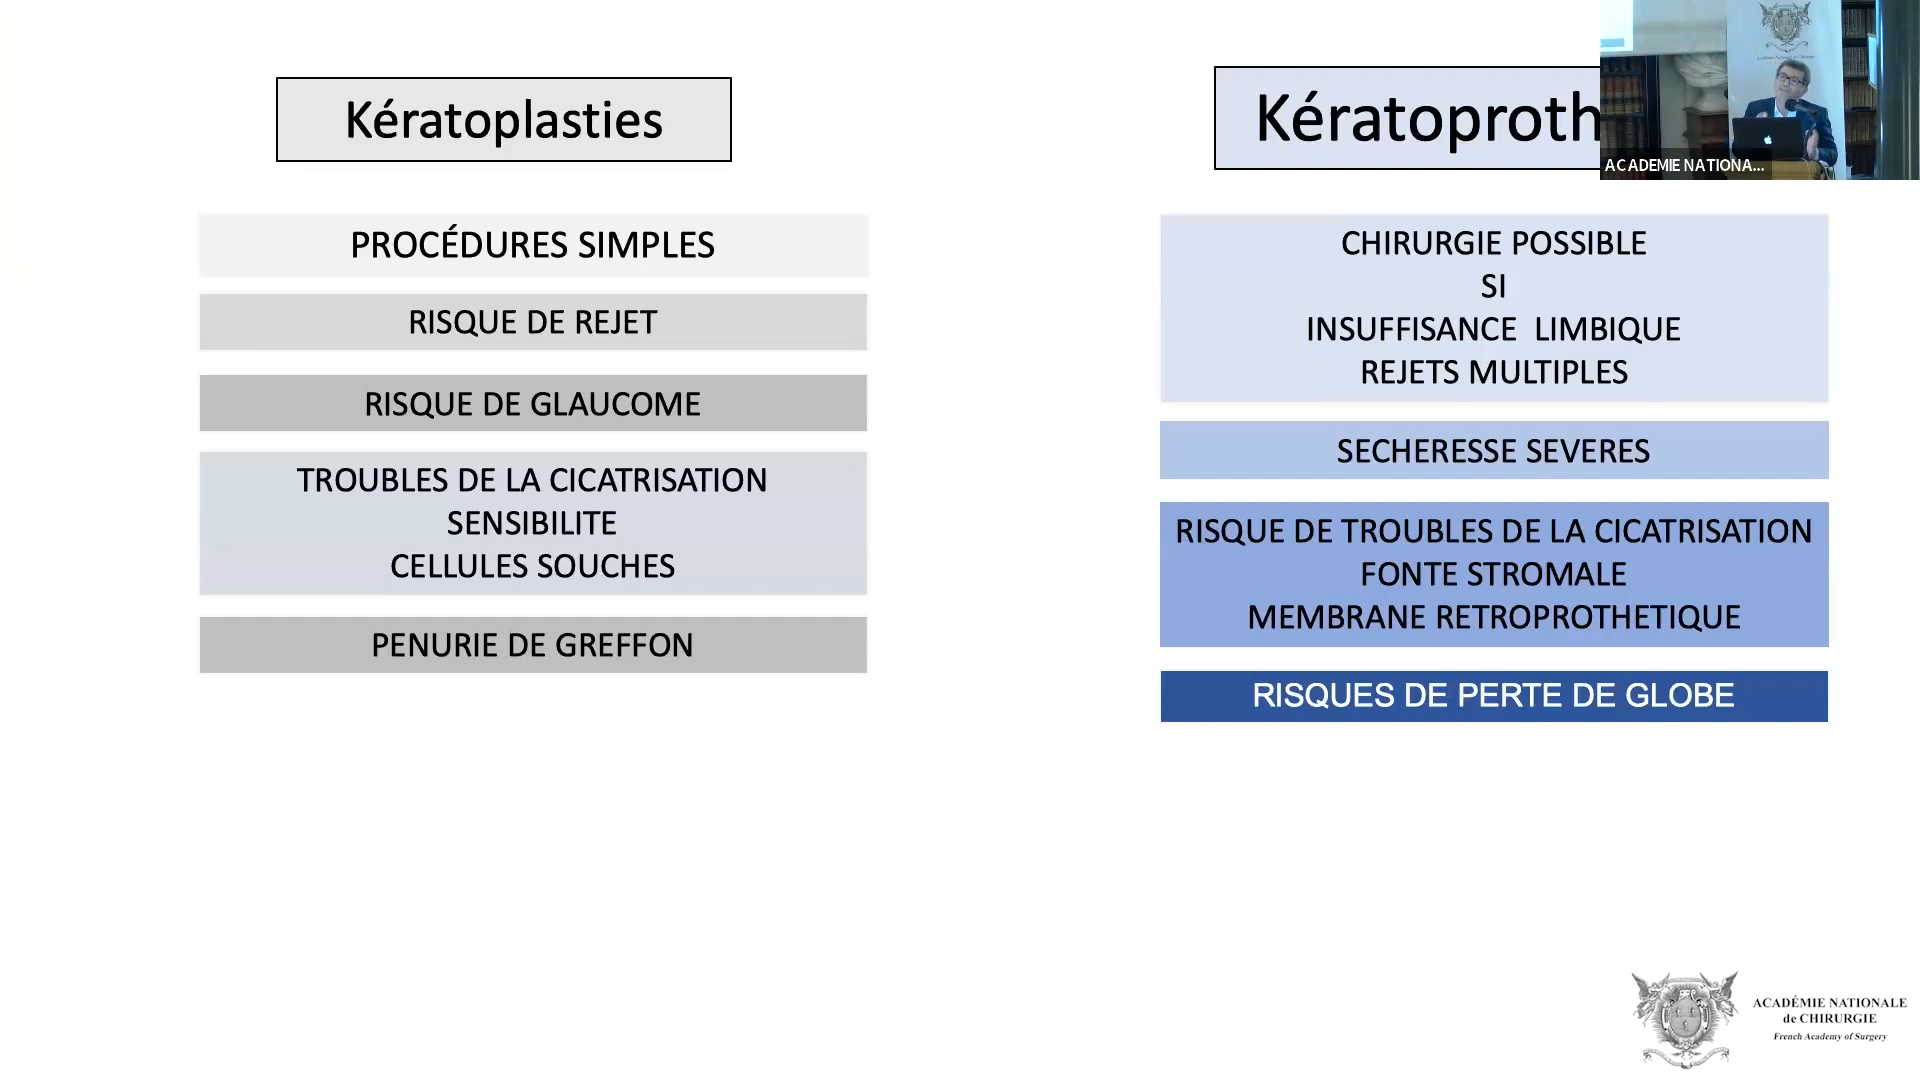 Kératoplasties
PROCÉDURES SIMPLES
RISQUE DE REJET
RISQUE DE GLAUCOME
TROUBLES DE LA CICATRISATION
SENSIBILITE
CELLULES SOUCHES
PENURIE DE GREFFON
Kératoproth
CHIRURGIE POSSIBLE
SI
INSUFFISANCE LIMBIQUE
REJETS MULTIPLES
SECHERESSE SEVERES
RISQUE DE TROUBLES DE LA CICATRISATION
FONTE STROMALE
MEMBRANE RETROPROTHETIQUE
RISQUES DE PERTE DE GLOBE
ACADEMIE NATIONA...
ACADÉMIE NATIONALE
de CHIRURGIE
French Academy of Surgery